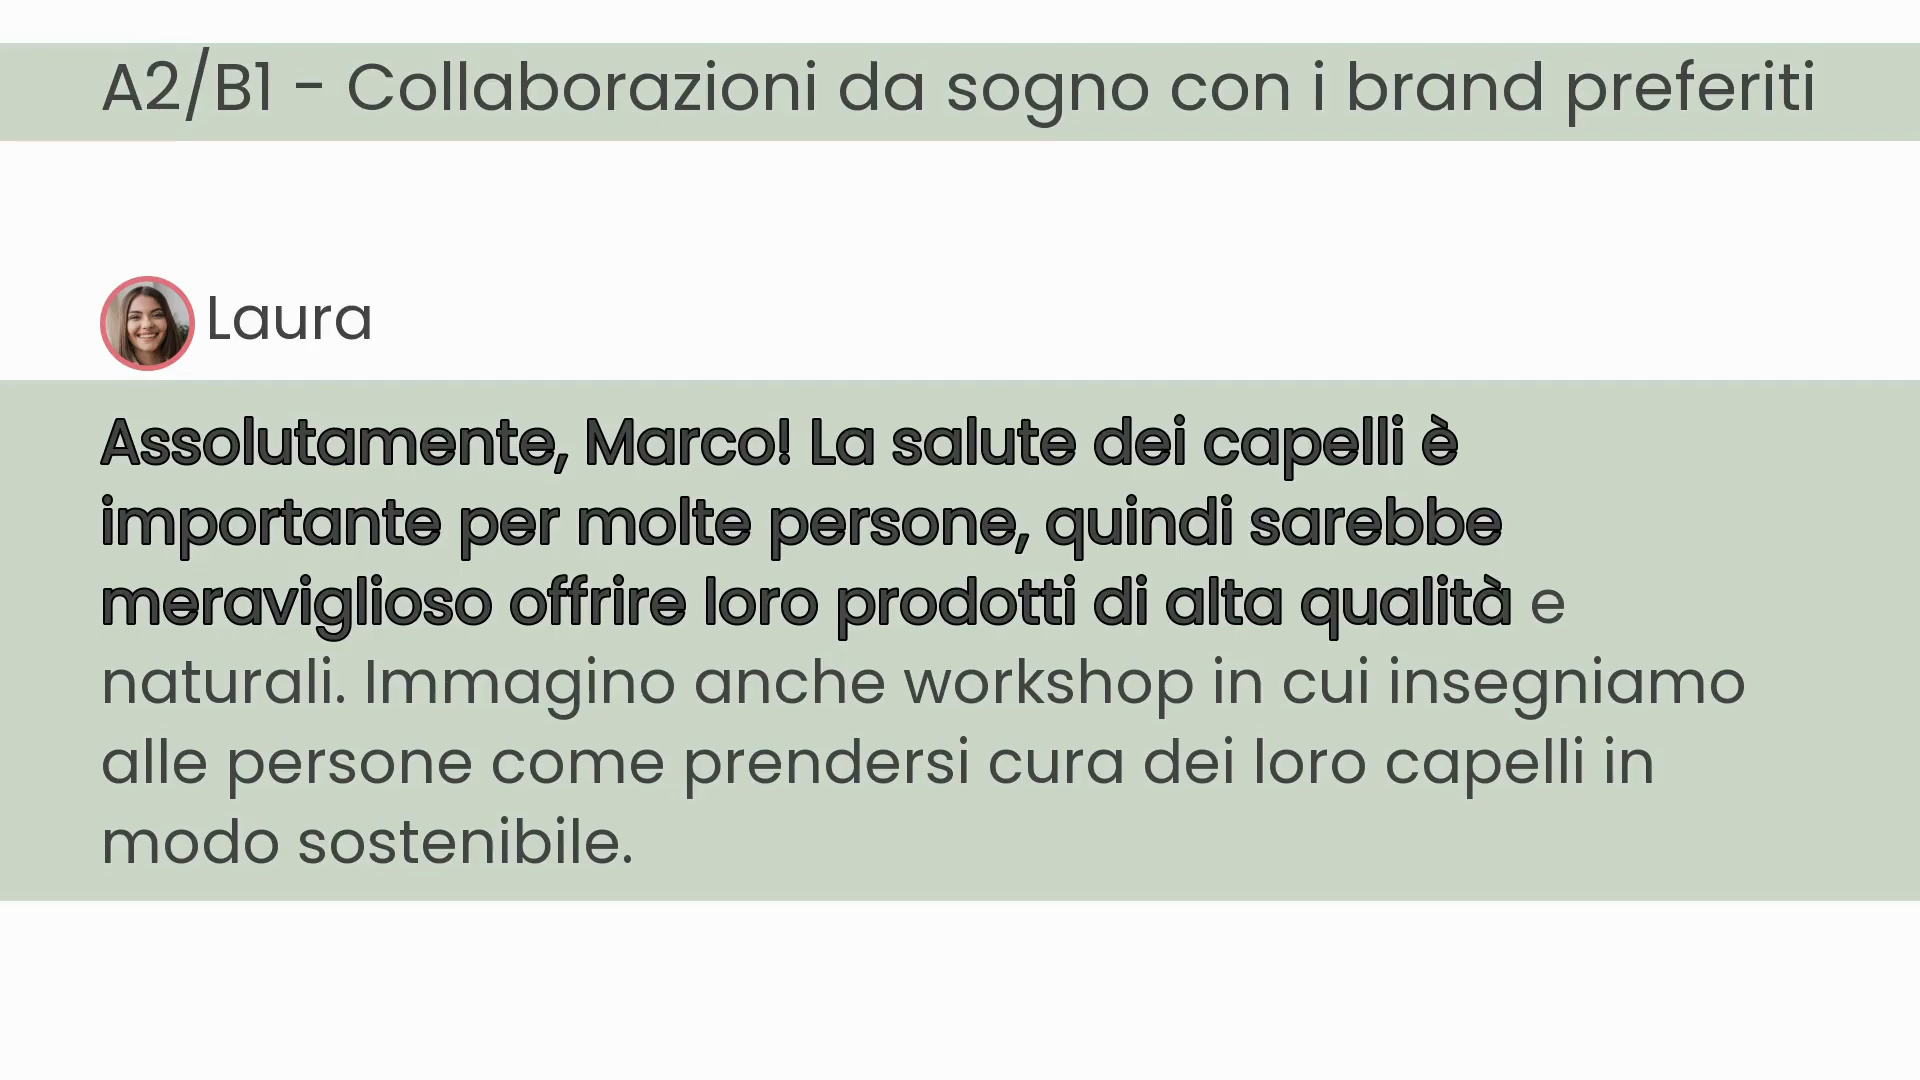 A2/B1 - Collaborazioni da sogno con i brand preferiti
Laura
Assolutamente, Marco! La salute dei capelli è
importante per molte persone, quindi sarebbe
meraviglioso offrire loro prodotti di alta qualità e
naturali. Immagino anche workshop in cui insegniamo
alle persone come prendersi cura dei loro capelli in
modo sostenibile.